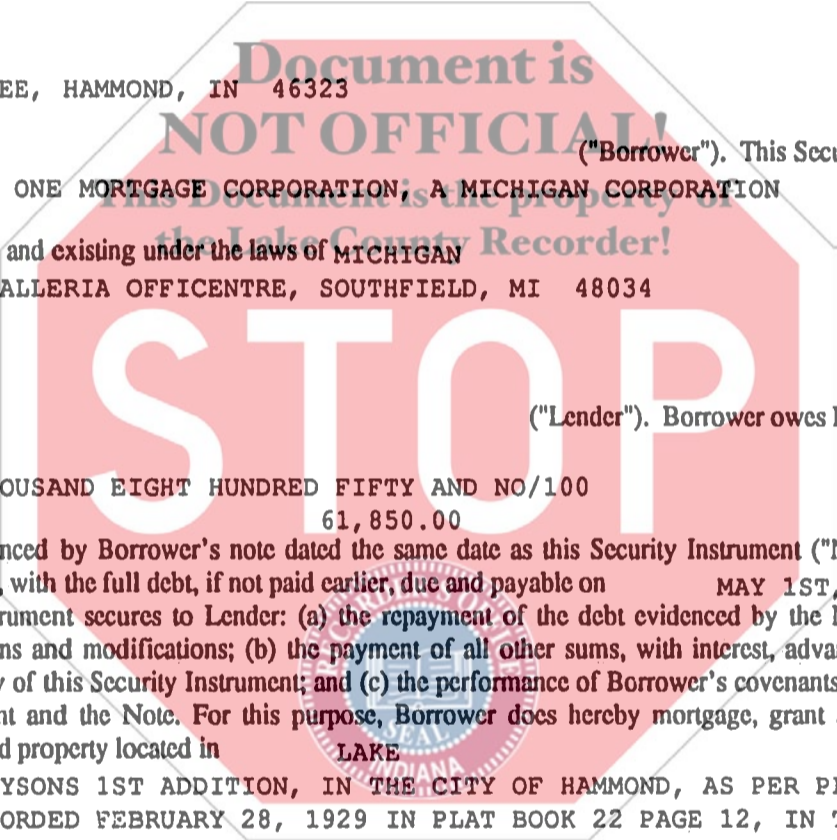 Document is
EE, HAMMOND, IN 46323
NOT OFFICIAL!
("Borrower"). This Secu
ONE MORTGAGE CORPORATION, A MICHIGAN CORPORATION
This Document is the property of
the Lake County Recorder!
and existing under the laws of MICHIGAN
ALLERIA OFFICENTRE, SOUTHFIELD, MI 48034
STOP
("Lender"). Borrower owes
OUSAND EIGHT HUNDRED FIFTY AND NO/100
61,850.00
nced by Borrower's note dated the same date as this Security Instrument ("N
, with the full debt, if not paid earlier, due and payable on MAY 1ST,
rument secures to Lender: (a) the repayment of the debt evidenced by the
ns and modifications; (b) the payment of all other sums, with interest, adva
y of this Security Instrument; and (c) the performance of Borrower's covenants
nt and the Note. For this purpose, Borrower does hereby mortgage, grant
d property located in LAKE
RECORDER'S OFFICE
SEAL
INDIANA
YSONS 1ST ADDITION, IN THE CITY OF HAMMOND, AS PER P
ORDED FEBRUARY 28, 1929 IN PLAT BOOK 22 PAGE 12, IN